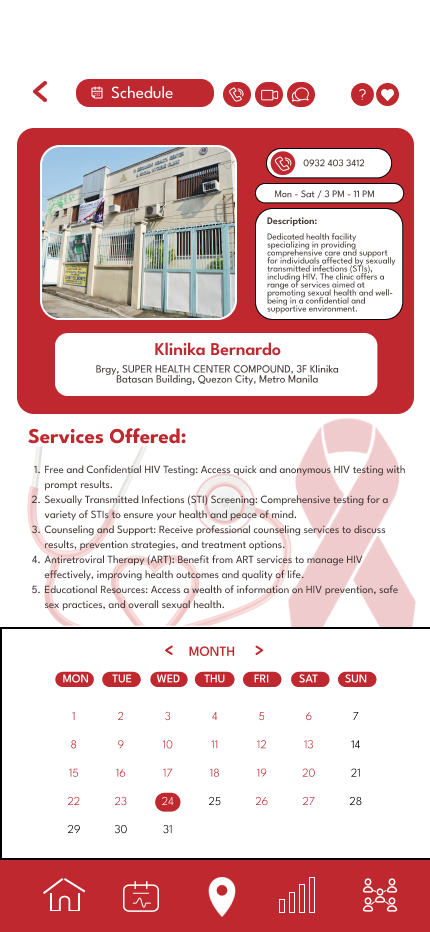 Schedule
?
0932 403 3412
Mon - Sat / 3 PM - 11 PM
Description:
Dedicated health facility
specializing in providing
comprehensive care and support
for individuals affected by sexually
transmitted infections (STIs),
including HIV. The clinic offers a
range of services aimed at
promoting sexual health and well-
being in a confidential and
supportive environment.
Klinika Bernardo
Brgy, SUPER HEALTH CENTER COMPOUND, 3F Klinika
Batasan Building, Quezon City, Metro Manila
Services Offered:
1. Free and Confidential HIV Testing: Access quick and anonymous HIV testing with
prompt results.
2. Sexually Transmitted Infections (STI) Screening: Comprehensive testing for a
variety of STIs to ensure your health and peace of mind.
3. Counseling and Support: Receive professional counseling services to discuss
results, prevention strategies, and treatment options.
4. Antiretroviral Therapy (ART): Benefit from ART services to manage HIV
effectively, improving health outcomes and quality of life.
5. Educational Resources: Access a wealth of information on HIV prevention, safe
sex practices, and overall sexual health.
< MONTH >
MON TUE WED THU FRI SAT SUN
1 2 3 4 5 6 7
8 9 10 11 12 13 14
15 16 17 18 19 20 21
22 23 24 25 26 27 28
29 30 31